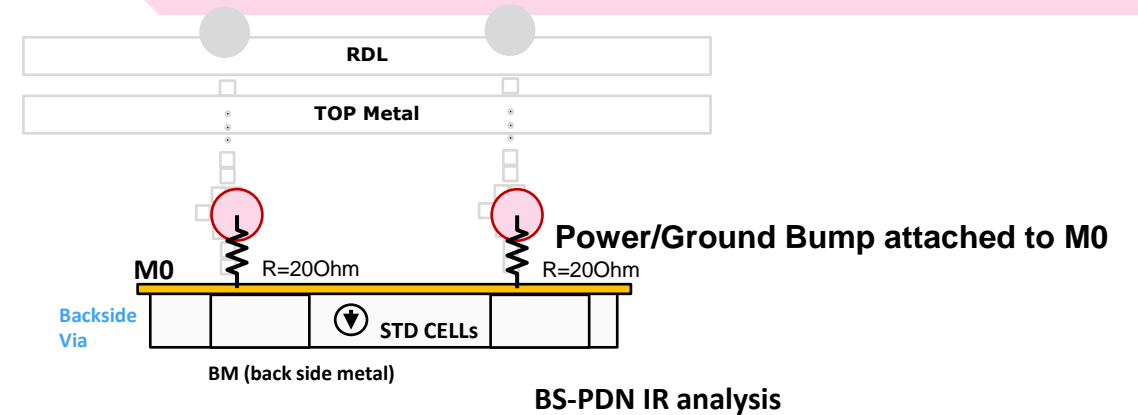 RDL
TOP Metal
Power/Ground Bump attached to M0
M0
R=20Ohm
R=20Ohm
Backside
Via
STD CELLs
BM (back side metal)
BS-PDN IR analysis